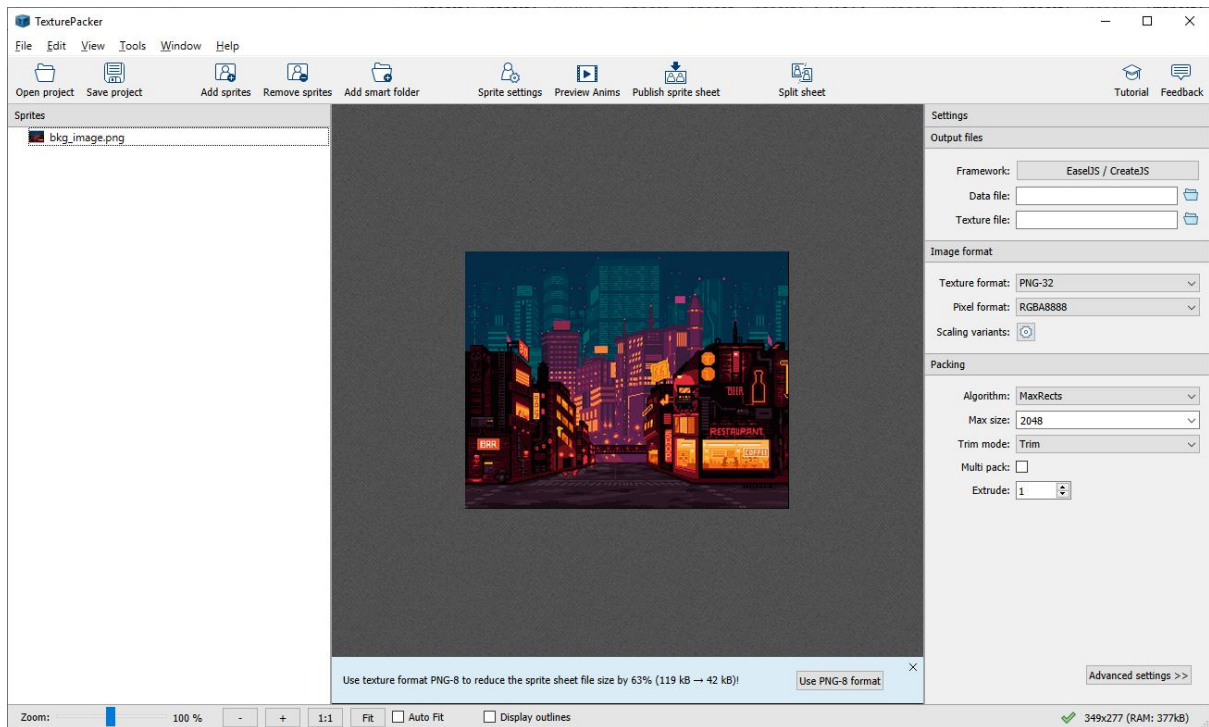 TexturePacker
File Edit View Tools Window Help
Open project Save project Add sprites Remove sprites Add smart folder Sprite settings Preview Anims Publish sprite sheet Split sheet Tutorial Feedback
Sprites
bkg_image.png
BAR
BEER
RESTAURANT
COFFEE
Settings
Output files
Framework: EaselJS / CreateJS
Data file:
Texture file:
Image format
Texture format: PNG-32
Pixel format: RGBA8888
Scaling variants:
Packing
Algorithm: MaxRects
Max size: 2048
Trim mode: Trim
Multi pack:
Extrude: 1
Advanced settings >>
Use texture format PNG-8 to reduce the sprite sheet file size by 63% (119 kB → 42 kB)! Use PNG-8 format
Zoom: 100 % - + 1:1 Fit Auto Fit Display outlines 349x277 (RAM: 377kB)